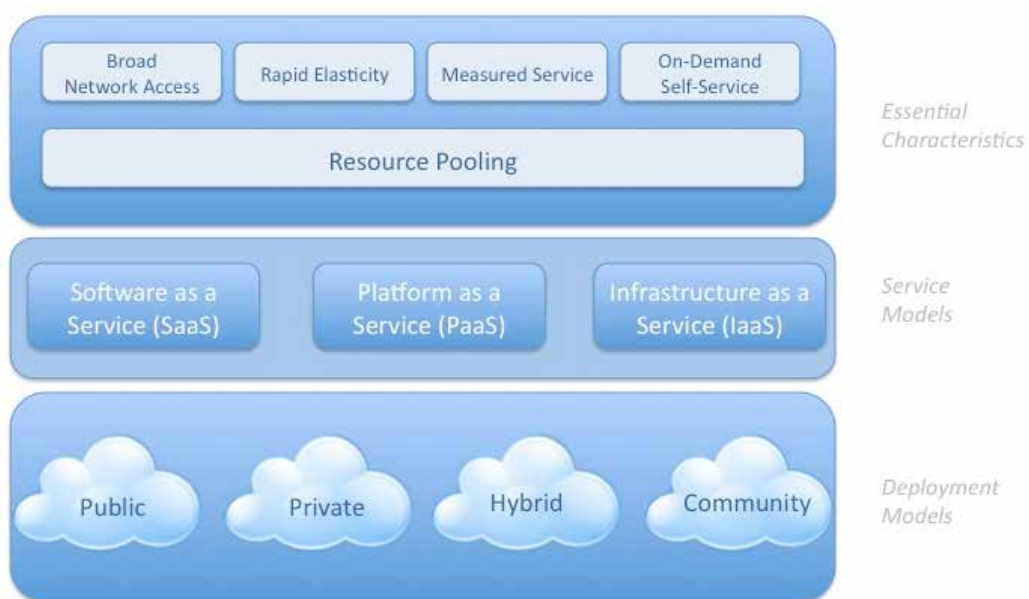 Broad
Network Access
Rapid Elasticity
Measured Service
On-Demand
Self-Service
Resource Pooling
Essential
Characteristics
Software as a
Service (SaaS)
Platform as a
Service (PaaS)
Infrastructure as a
Service (IaaS)
Service
Models
Public
Private
Hybrid
Community
Deployment
Models